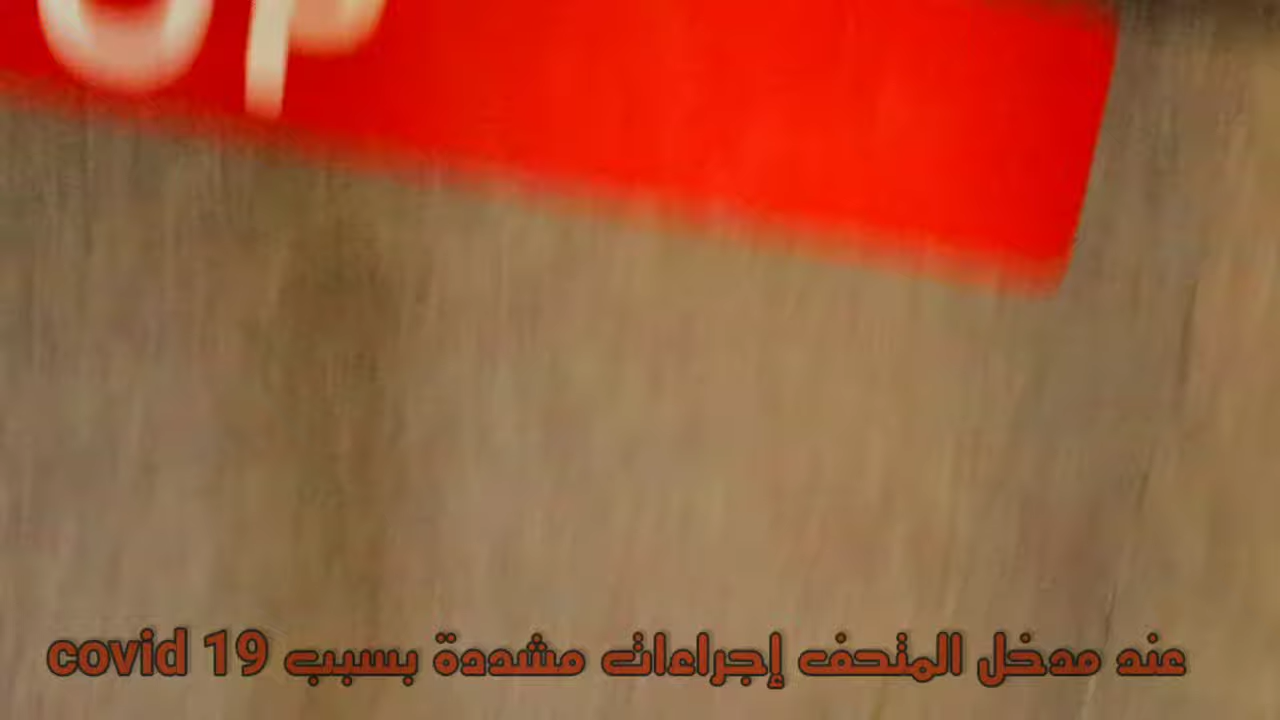 عند مدخل المتحف إجراءات مشددة بسبب covid 19